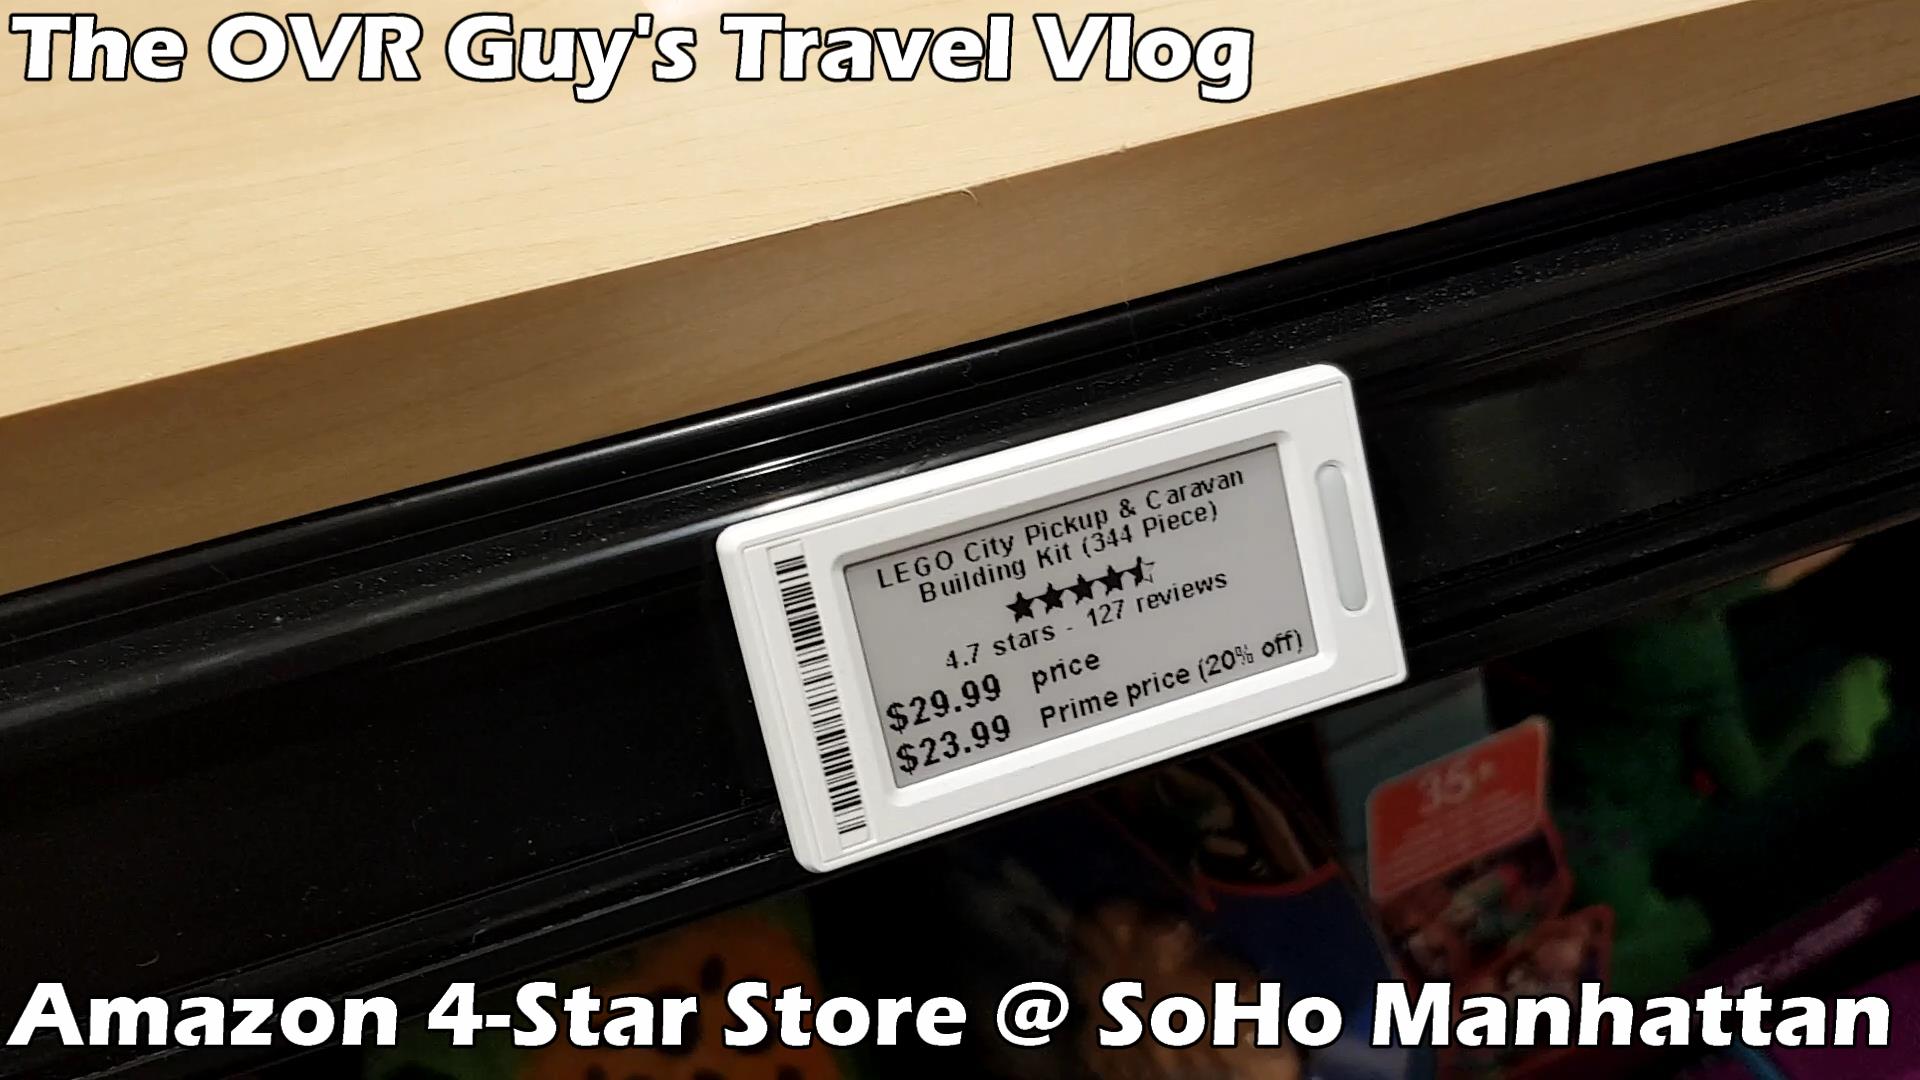 The OVR Guy's Travel Vlog
LEGO City Pickup & Caravan
Building Kit (344 Piece)
4.7 stars - 127 reviews
$29.99 price
$23.99 Prime price (20% off)
35+
Amazon 4-Star Store @ SoHo Manhattan